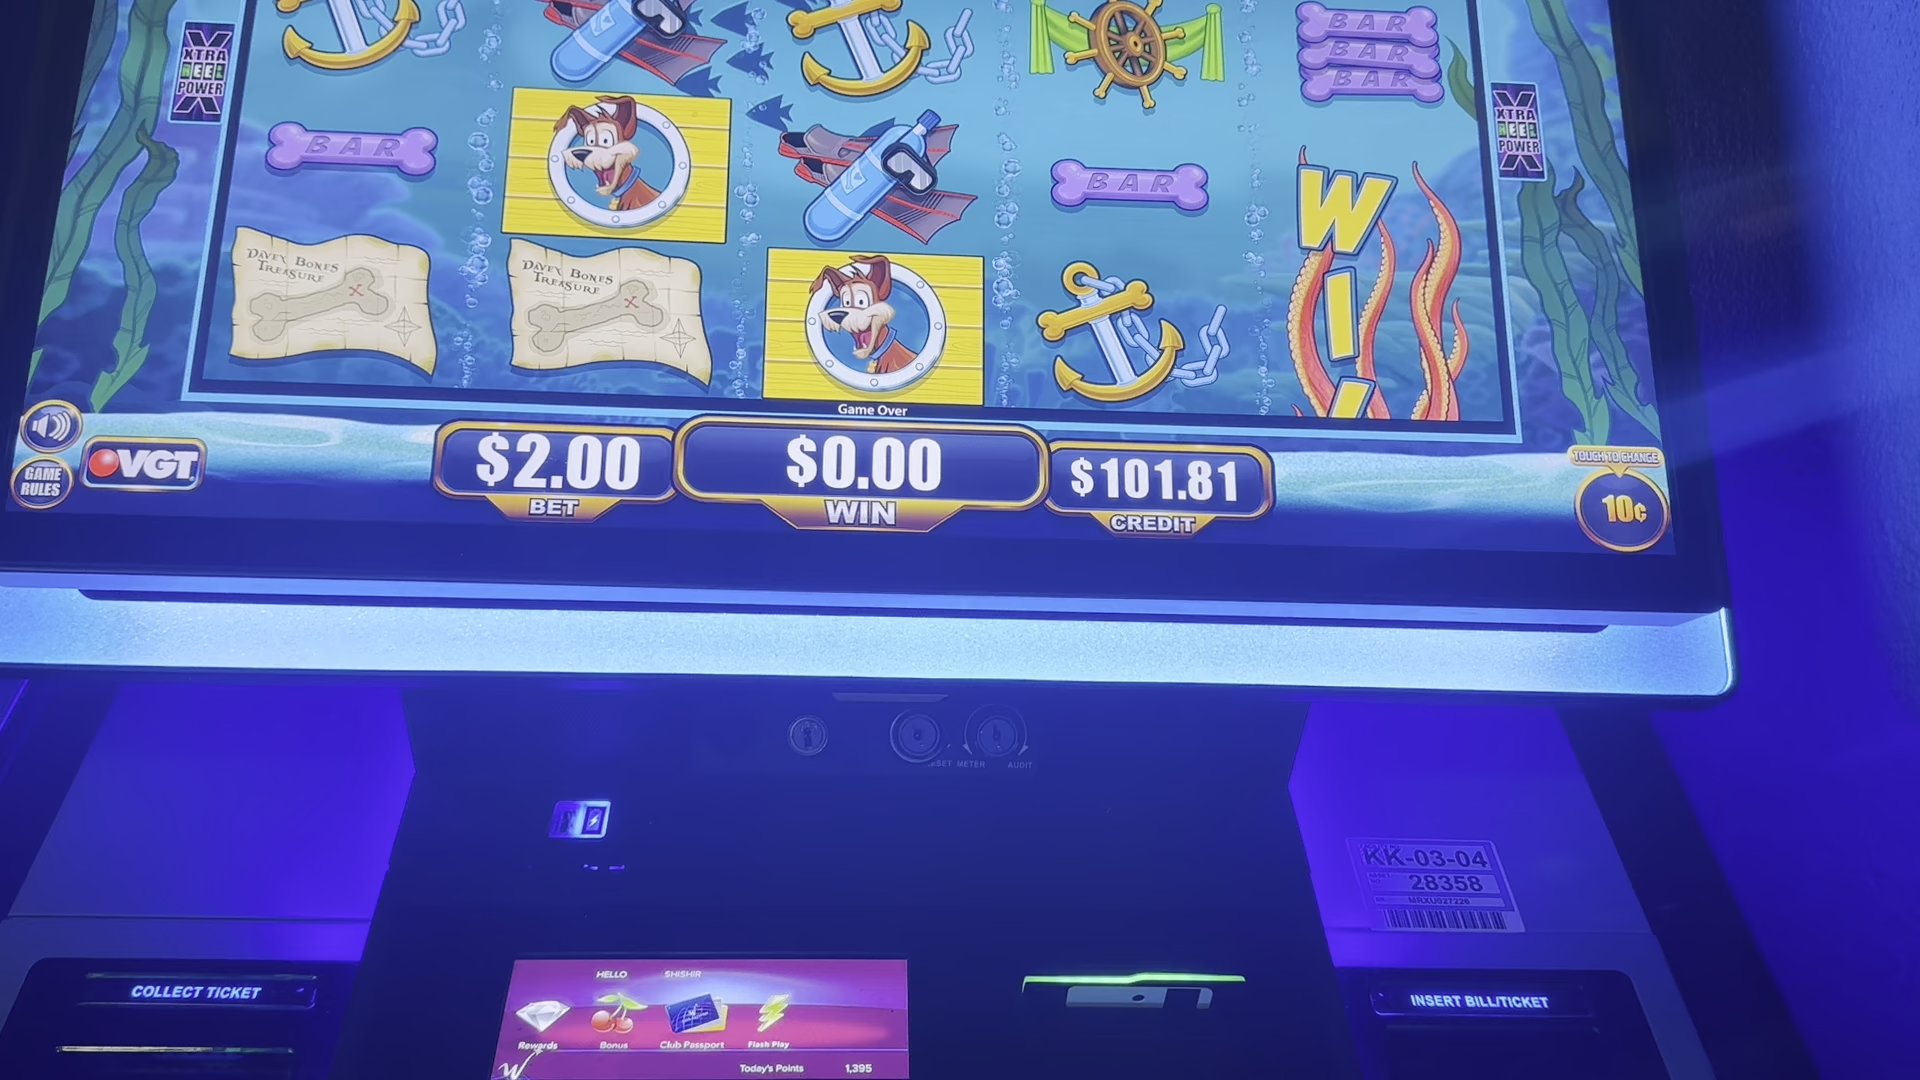 XTRA
REEL
POWER
BAR
BAR
BAR
BAR
XTRA
REEL
POWER
BAR
WI
DAVEY BONES
TREASURE
X
DAVEY BONES
TREASURE
X
Game Over
GAME
RULES
VGT
$2.00
BET
$0.00
WIN
$101.81
CREDIT
TOUCH TO CHANGE
10¢
METER
AUDIT
KK-03-04
28358
COLLECT TICKET
INSERT BILL/TICKET
HELLO SHISHIR
Rewards
Bonus
Club Passport
Flash Play
W
Today's Points 1,395